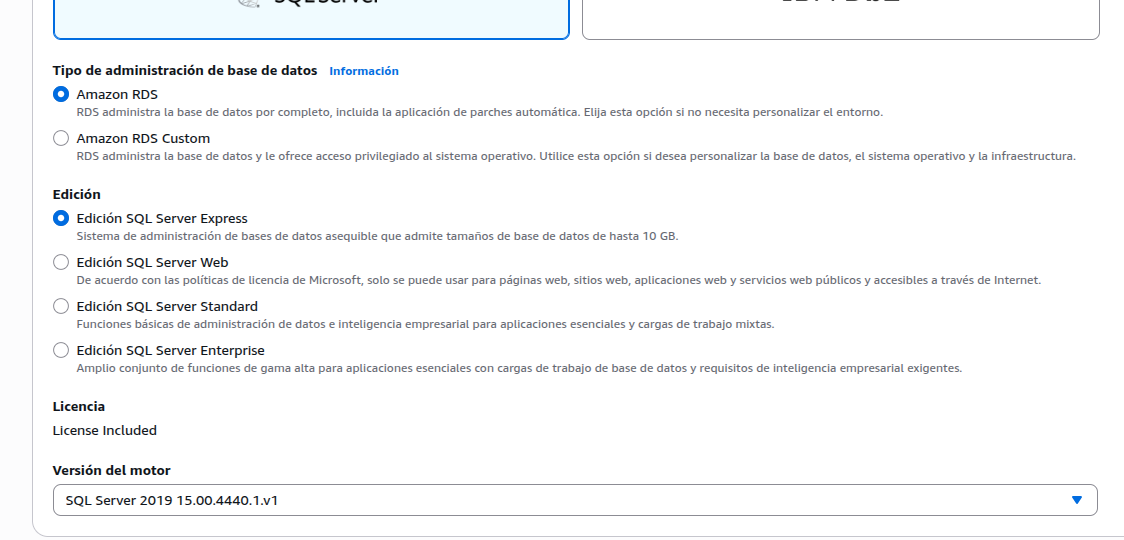 SQL Server
Tipo de administración de base de datos Información
Amazon RDS
RDS administra la base de datos por completo, incluida la aplicación de parches automática. Elija esta opción si no necesita personalizar el entorno.
Amazon RDS Custom
RDS administra la base de datos y le ofrece acceso privilegiado al sistema operativo. Utilice esta opción si desea personalizar la base de datos, el sistema operativo y la infraestructura.
Edición
Edición SQL Server Express
Sistema de administración de bases de datos asequible que admite tamaños de base de datos de hasta 10 GB.
Edición SQL Server Web
De acuerdo con las políticas de licencia de Microsoft, solo se puede usar para páginas web, sitios web, aplicaciones web y servicios web públicos y accesibles a través de Internet.
Edición SQL Server Standard
Funciones básicas de administración de datos e inteligencia empresarial para aplicaciones esenciales y cargas de trabajo mixtas.
Edición SQL Server Enterprise
Amplio conjunto de funciones de gama alta para aplicaciones esenciales con cargas de trabajo de base de datos y requisitos de inteligencia empresarial exigentes.
Licencia
License Included
Versión del motor
SQL Server 2019 15.00.4440.1.v1